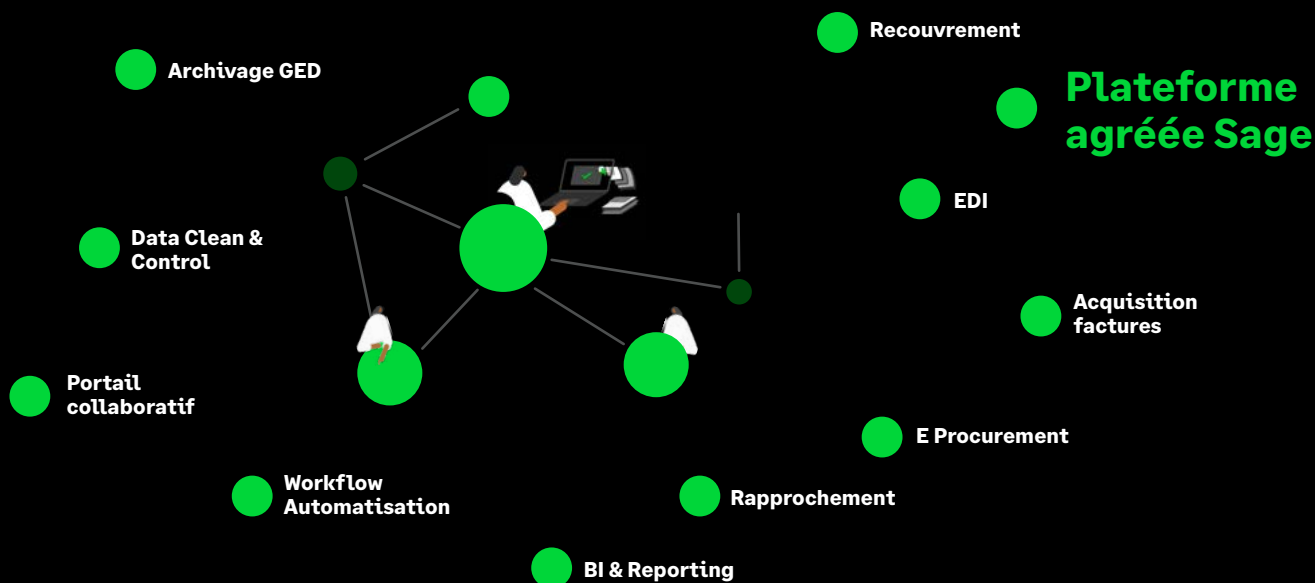 Recouvrement
Archivage GED
Plateforme
agréée Sage
EDI
Data Clean &
Control
Acquisition
factures
Portail
collaboratif
E Procurement
Workflow
Automatisation
Rapprochement
BI & Reporting